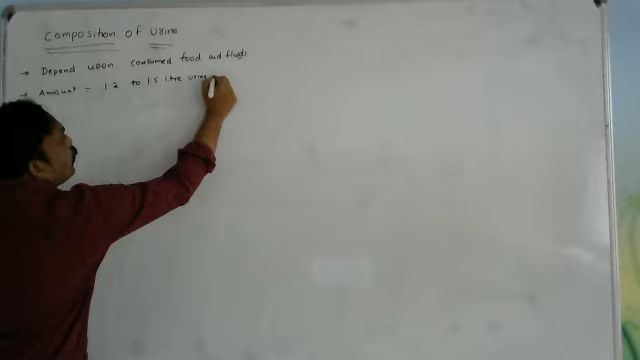 Composition of Urine
→ Depend upon consumed food and fluids
→ Amount = 1.2 to 1.5 litre urine